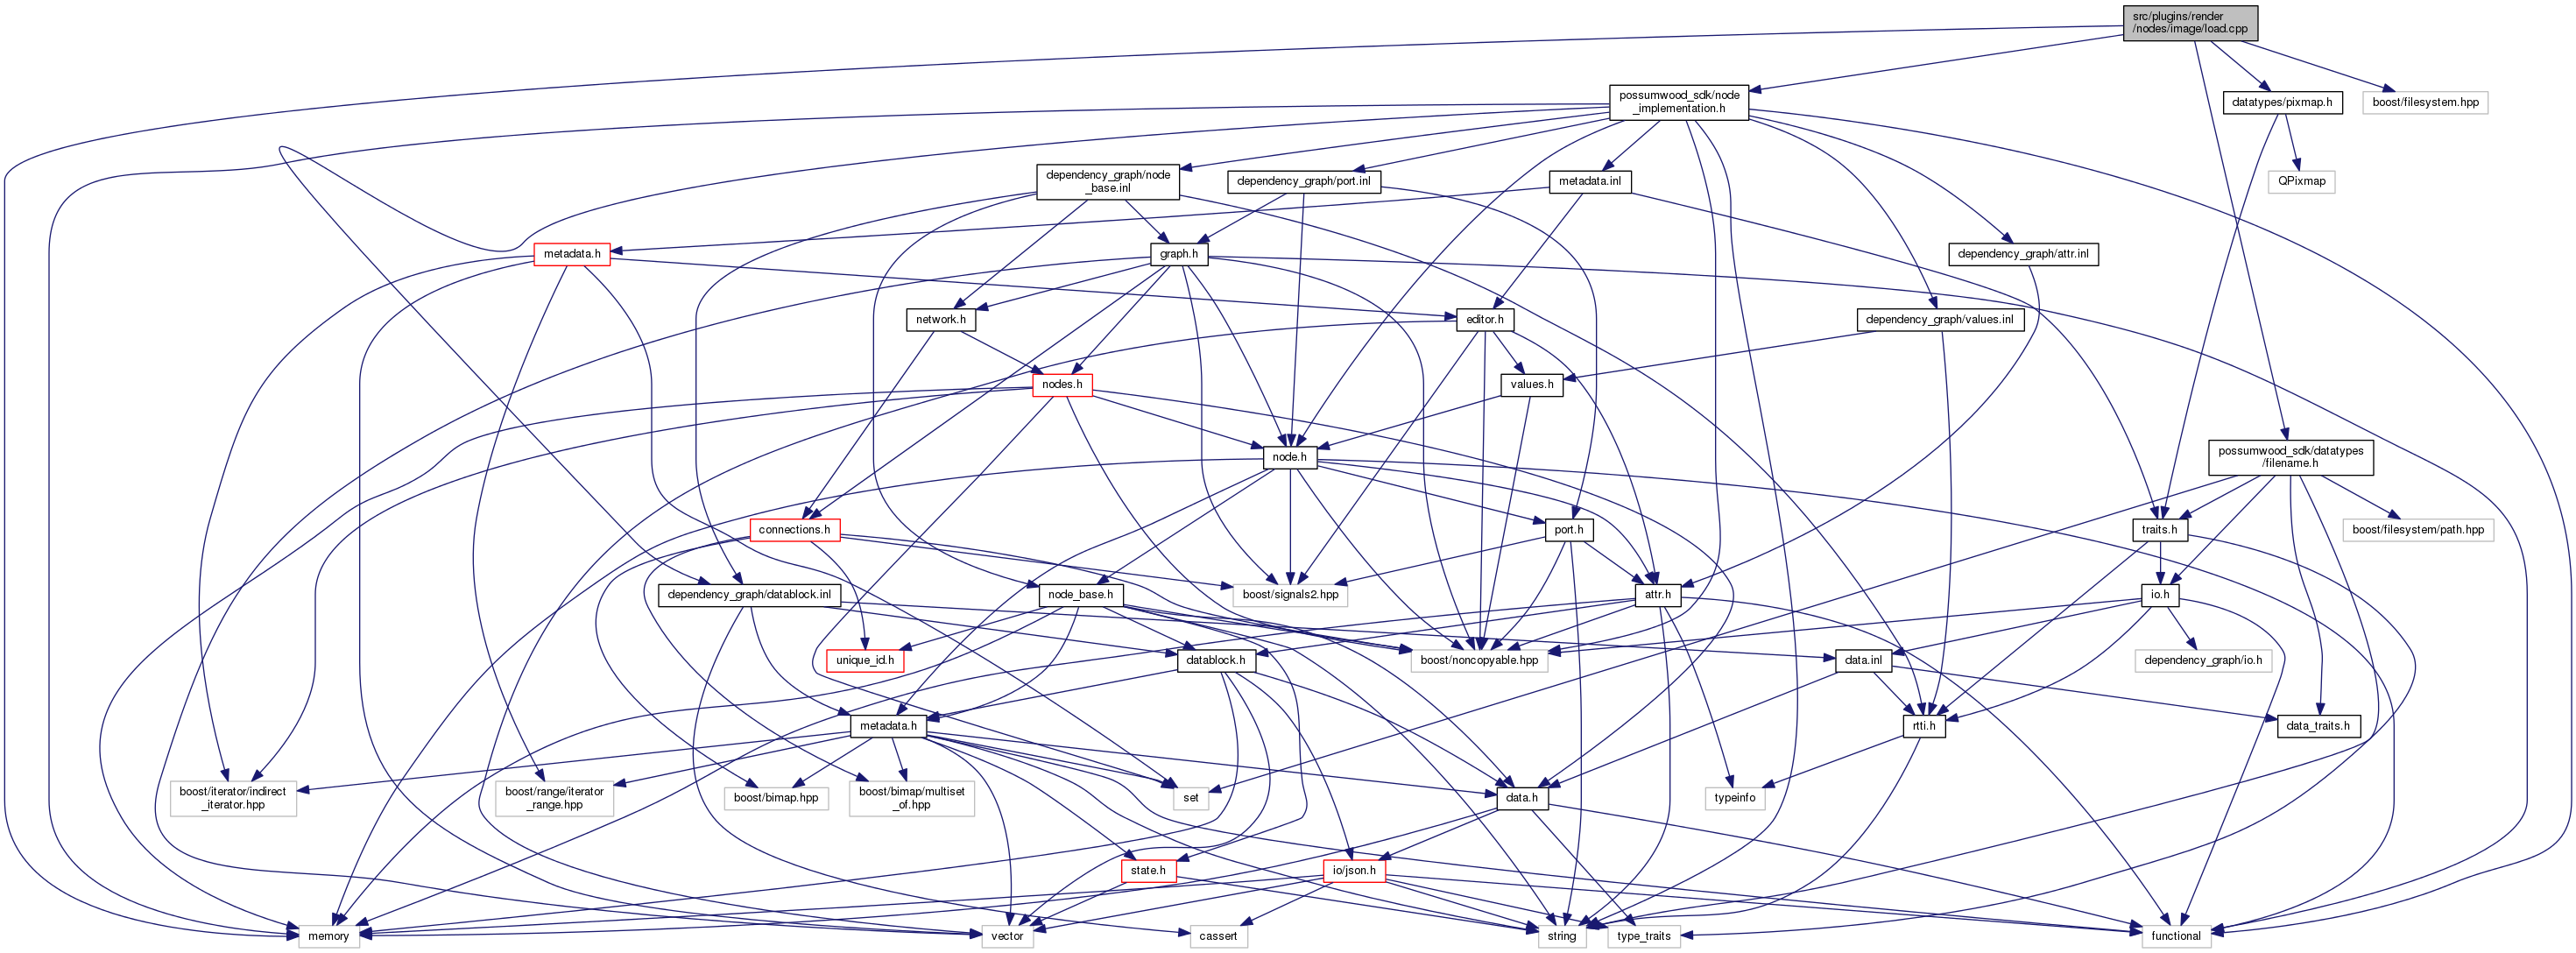 src/plugins/render
/nodes/image/load.cpp
possumwood_sdk/node
_implementation.h
datatypes/pixmap.h
boost/filesystem.hpp
dependency_graph/node
_base.inl
dependency_graph/port.inl
metadata.inl
QPixmap
metadata.h
graph.h
dependency_graph/attr.inl
network.h
editor.h
dependency_graph/values.inl
nodes.h
values.h
node.h
possumwood_sdk/datatypes
/filename.h
connections.h
port.h
traits.h
boost/filesystem/path.hpp
dependency_graph/datablock.inl
node_base.h
boost/signals2.hpp
attr.h
io.h
unique_id.h
datablock.h
boost/noncopyable.hpp
data.inl
dependency_graph/io.h
metadata.h
rtti.h
data_traits.h
boost/iterator/indirect
_iterator.hpp
boost/range/iterator
_range.hpp
boost/bimap.hpp
boost/bimap/multiset
_of.hpp
set
data.h
typeinfo
state.h
io/json.h
memory
vector
cassert
string
type_traits
functional